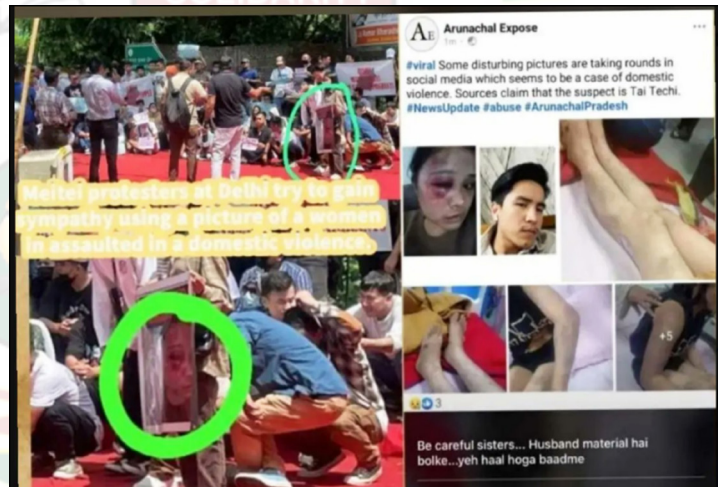 Meitei protesters at Delhi try to gain
sympathy using a picture of a women
in assaulted in a domestic violence.
AE
Arunachal Expose
1m
#viral Some disturbing pictures are taking rounds in
social media which seems to be a case of domestic
violence. Sources claim that the suspect is Tai Techi.
#NewsUpdate #abuse #ArunachalPradesh
+5
3
Be careful sisters... Husband material hai
bolke...yeh haal hoga baadme